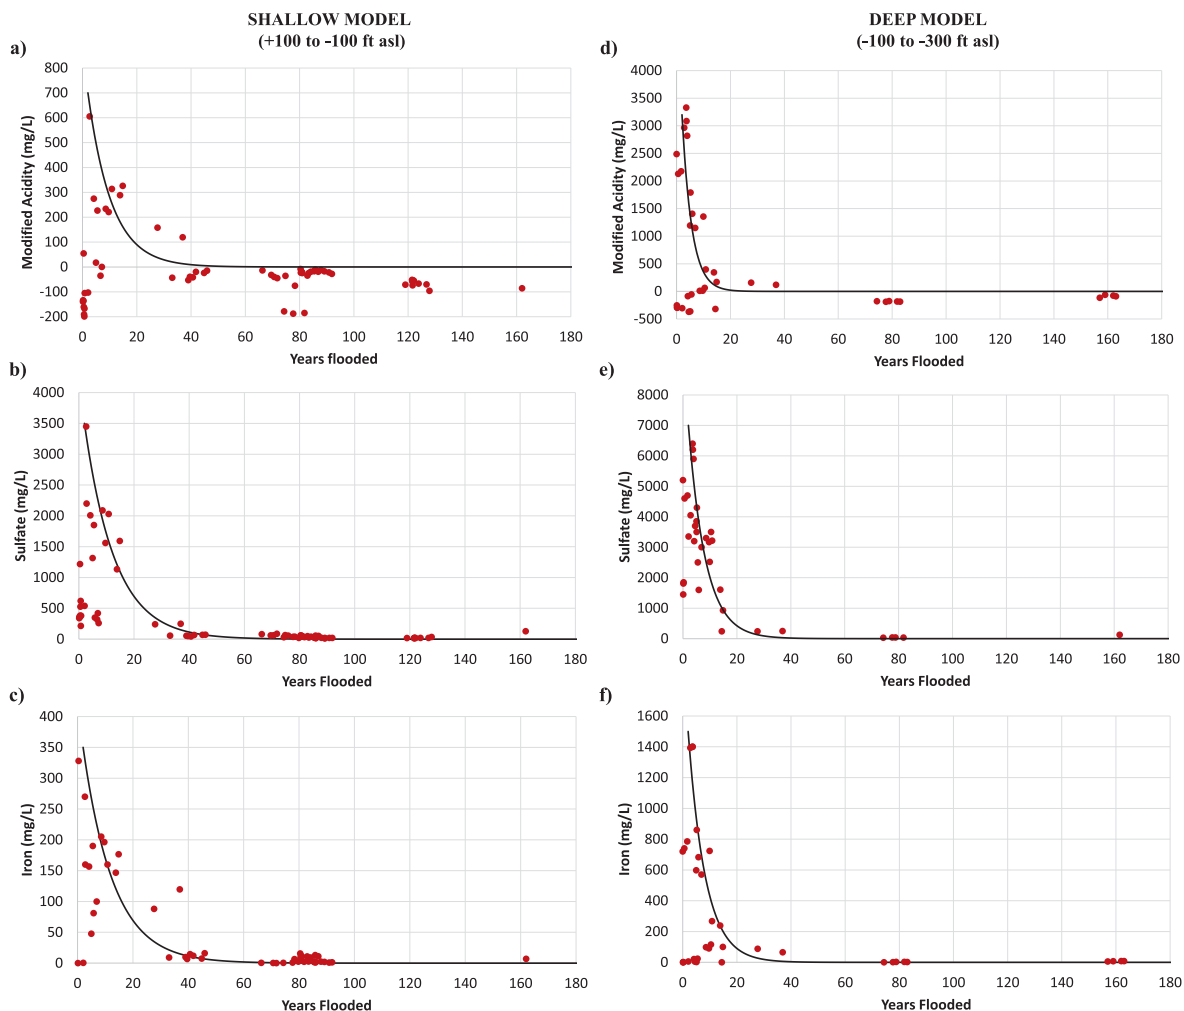 SHALLOW MODEL
(+100 to -100 ft asl)
DEEP MODEL
(-100 to -300 ft asl)
a)
800
700
600
500
400
300
200
100
0
-100
-200
Modified Acidity (mg/L)
0 20 40 60 80 100 120 140 160 180
Years flooded
d)
4000
3500
3000
2500
2000
1500
1000
500
0
-500
Modified Acidity (mg/L)
0 20 40 60 80 100 120 140 160 180
Years Flooded
b)
4000
3500
3000
2500
2000
1500
1000
500
0
Sulfate (mg/L)
0 20 40 60 80 100 120 140 160 180
Years Flooded
e)
8000
7000
6000
5000
4000
3000
2000
1000
0
Sulfate (mg/L)
0 20 40 60 80 100 120 140 160 180
Years Flooded
c)
400
350
300
250
200
150
100
50
0
Iron (mg/L)
0 20 40 60 80 100 120 140 160 180
Years Flooded
f)
1600
1400
1200
1000
800
600
400
200
0
Iron (mg/L)
0 20 40 60 80 100 120 140 160 180
Years Flooded